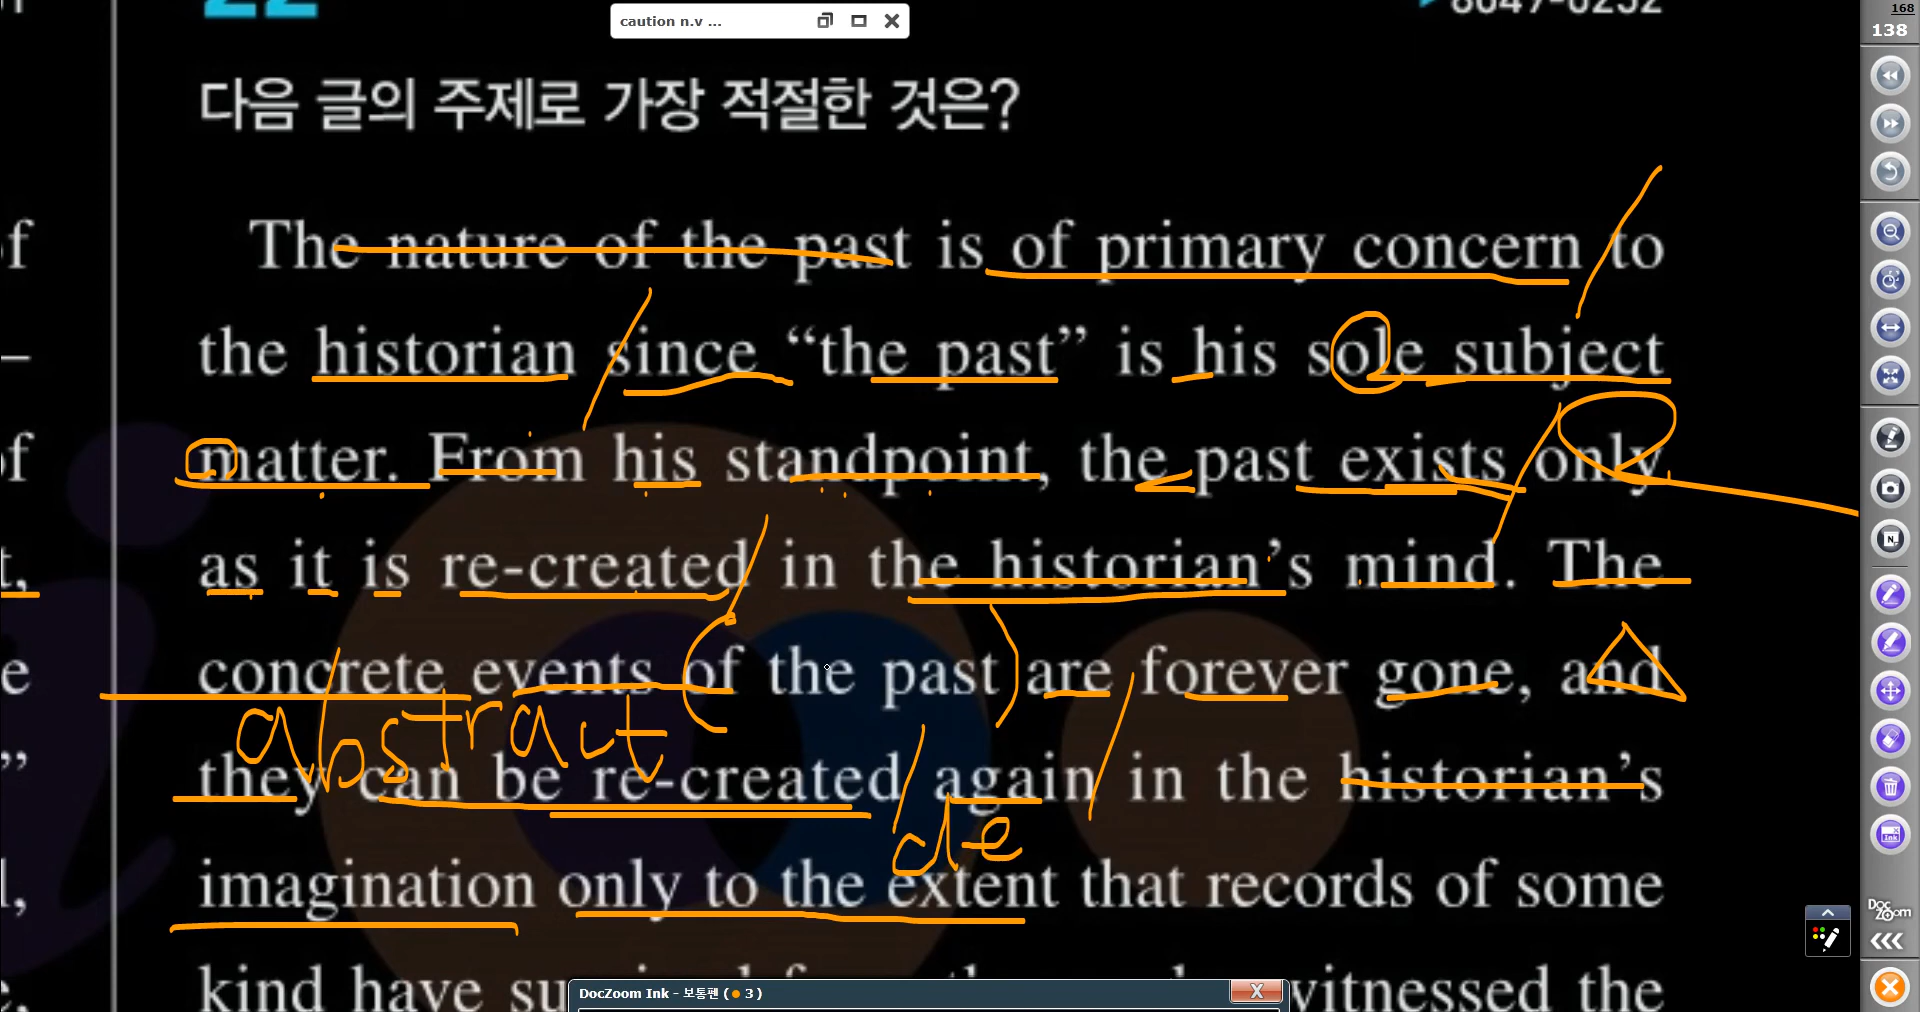 caution n.v ...
168
138
다음 글의 주제로 가장 적절한 것은?
The nature of the past is of primary concern to
the historian since “the past” is his sole subject
matter. From his standpoint, the past exists only
as it is re-created in the historian’s mind. The
concrete events of the past are forever gone, and
abstract
they can be re-created again in the historian’s
de
imagination only to the extent that records of some
kind have witnessed the
DocZoom Ink - 보통펜 ( 3 )
Doc
Zoom